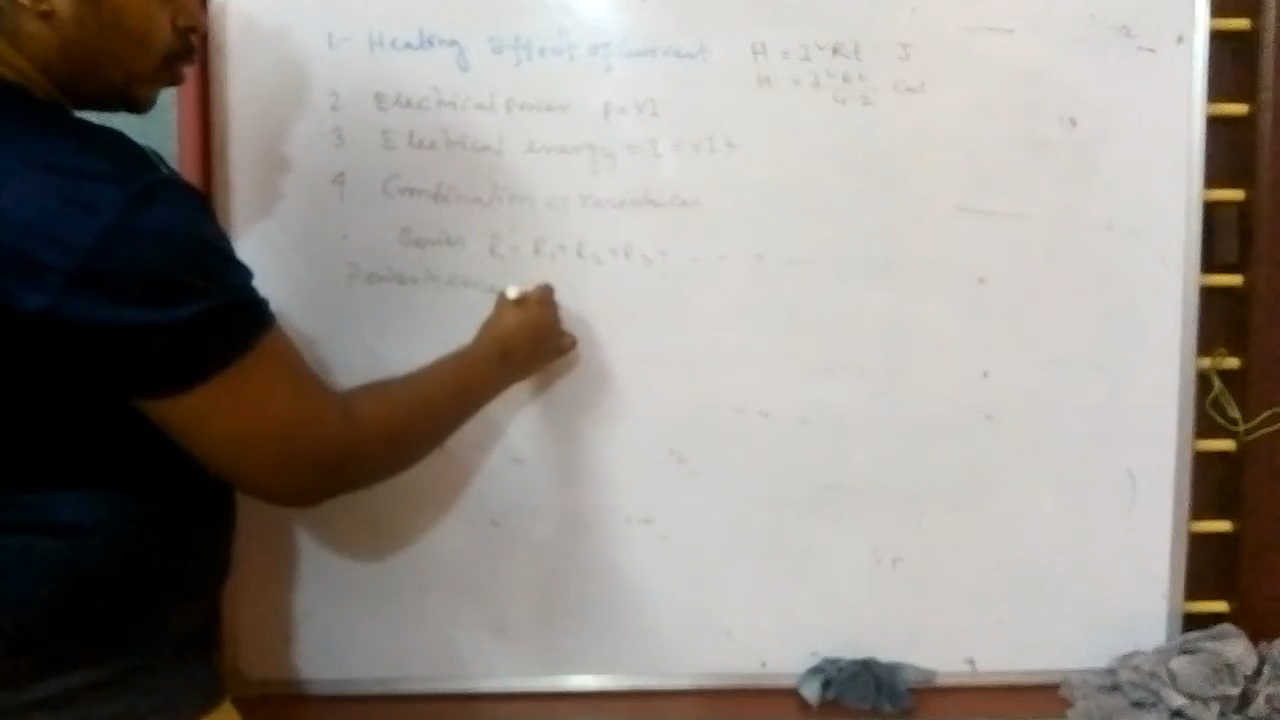 1- Heating Effect of Current H = I²Rt J
H = I²Rt/4.2 Cal
2 Electrical power P = VI
3 Electrical energy = E = VIt
4. Combination of resistances
Series R = R₁ + R₂ + R₃ + - - - -